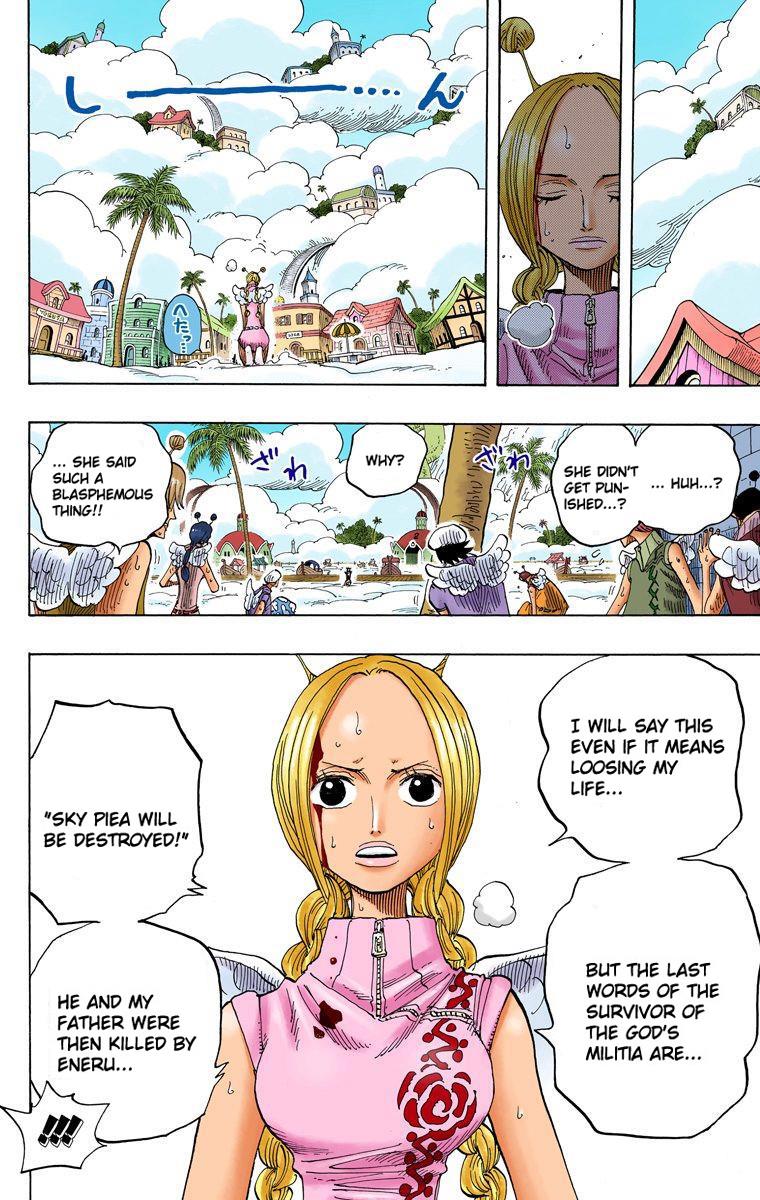 しーーーーん
へたっ…
... HUH...?
SHE DIDN'T
GET PUN-
ISHED...?
WHY?
ざわ
ざわ
... SHE SAID
SUCH A
BLASPHEMOUS
THING!!
I WILL SAY THIS
EVEN IF IT MEANS
LOOSING MY
LIFE...
BUT THE LAST
WORDS OF THE
SURVIVOR OF
THE GOD'S
MILITIA ARE...
"SKY PIEA WILL
BE DESTROYED!"
HE AND MY
FATHER WERE
THEN KILLED BY
ENERU...
!!!